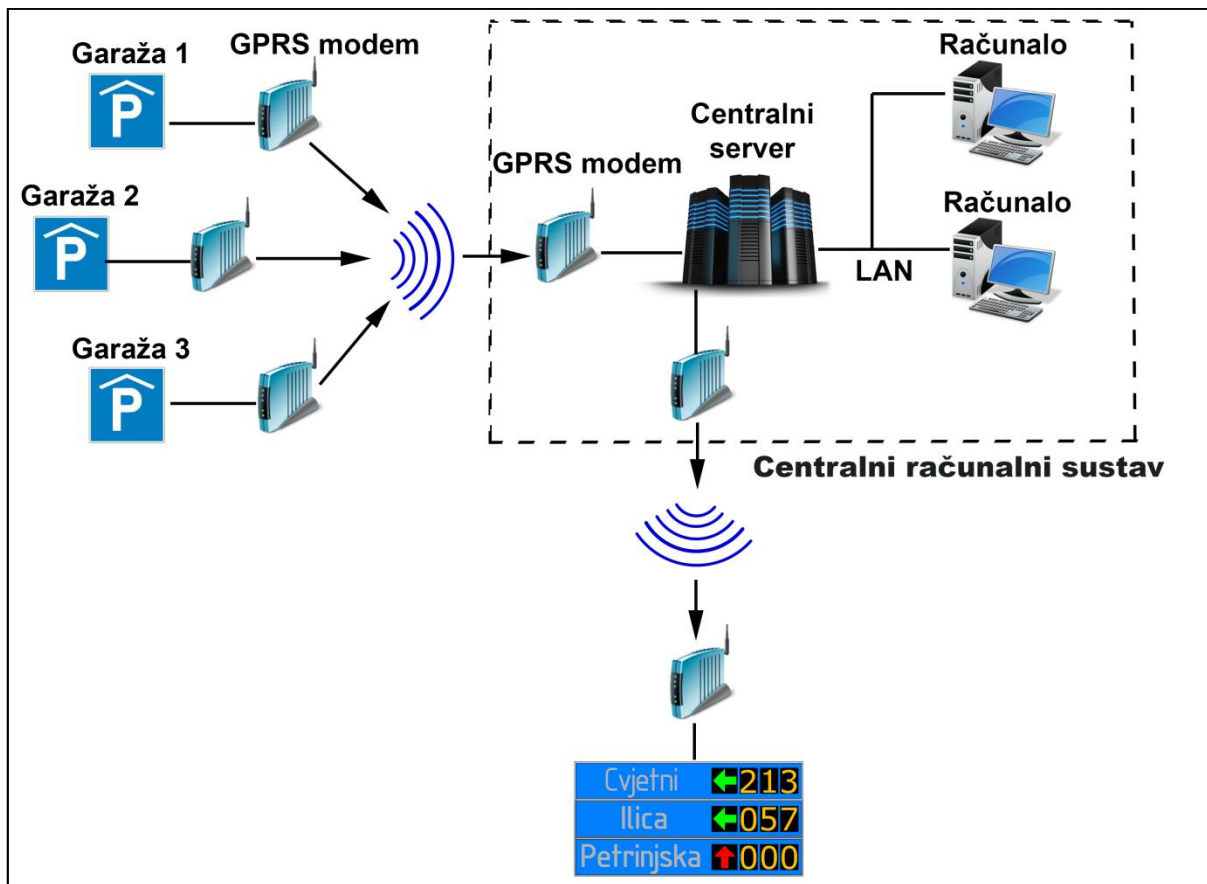 Garaža 1
P
GPRS modem
Garaža 2
P
Garaža 3
P
GPRS modem
Centralni
server
Računalo
Računalo
LAN
Centralni računalni sustav
Cvjetni 213
Ilica 057
Petrinjska 000